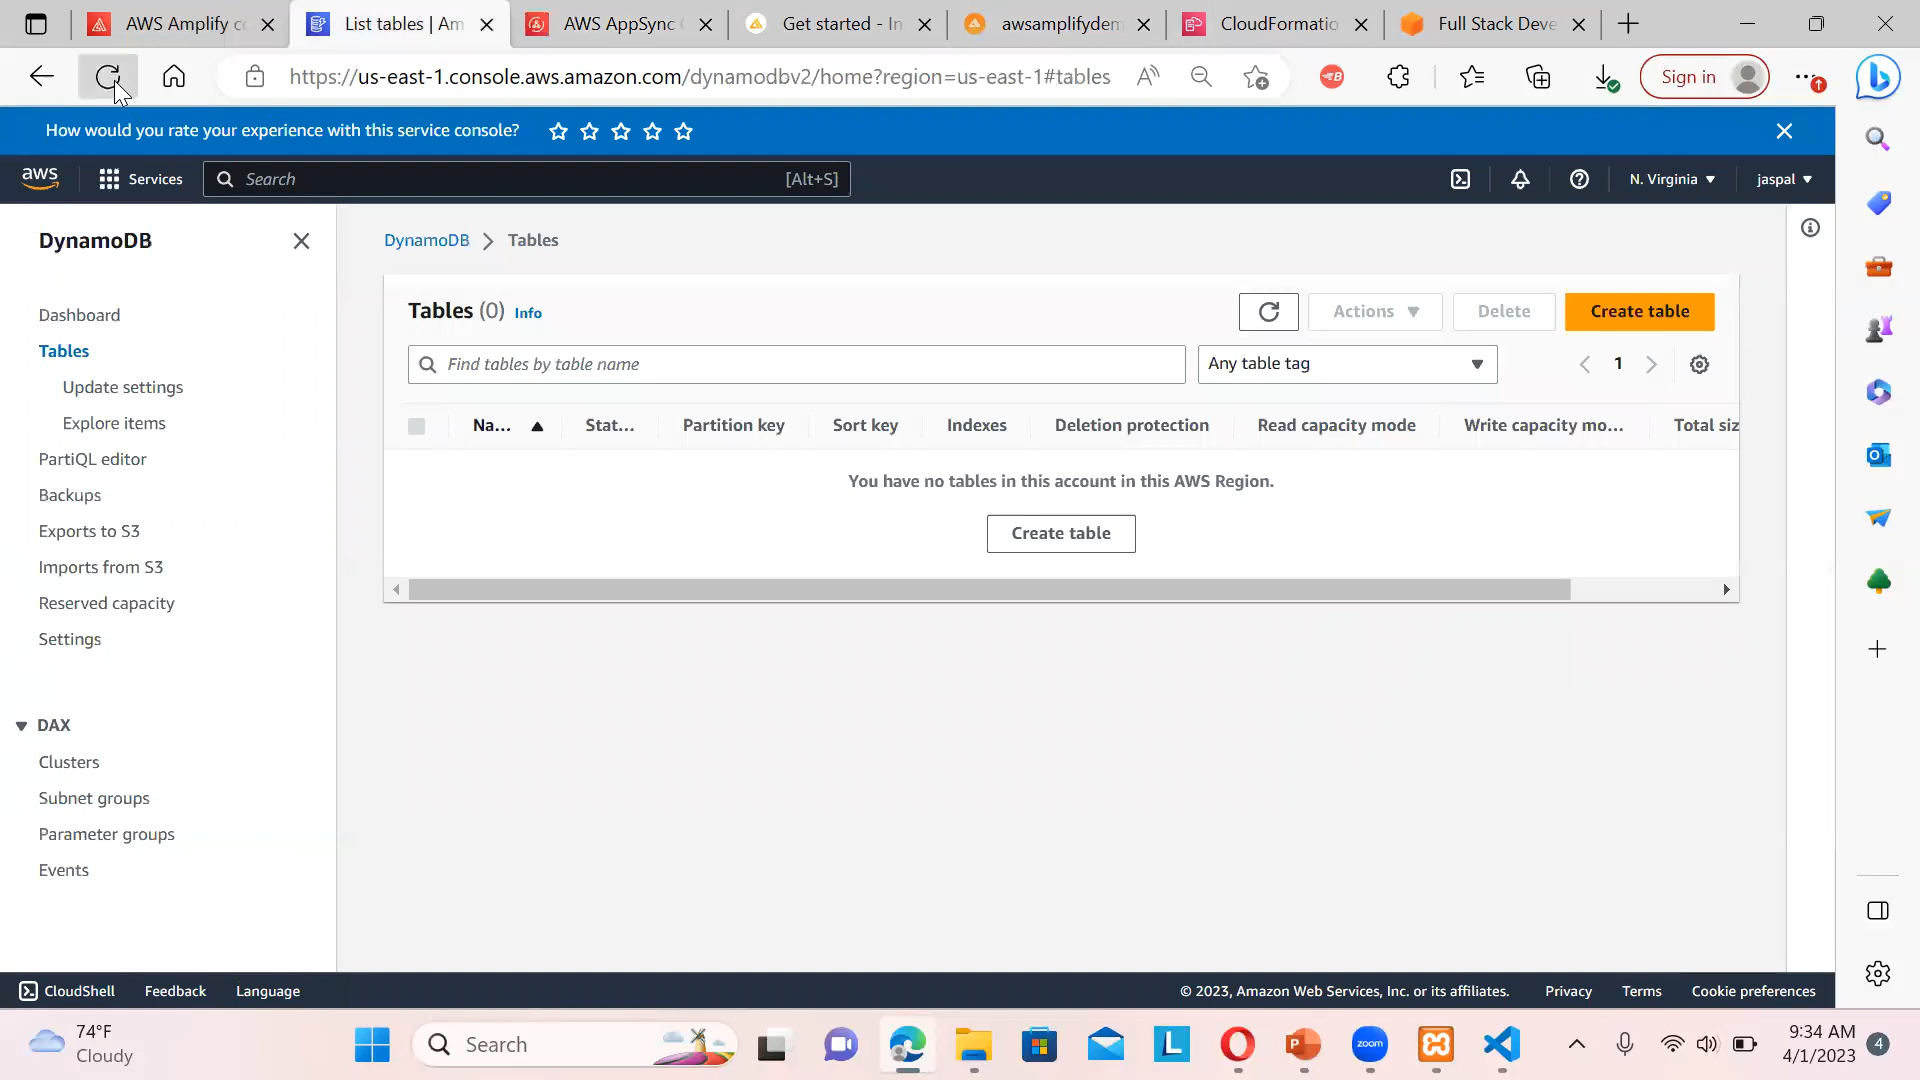 AWS Amplify co
List tables | Am
AWS AppSync
Get started - In
awsamplifydem
CloudFormatio
Full Stack Deve
https://us-east-1.console.aws.amazon.com/dynamodbv2/home?region=us-east-1#tables
Sign in
How would you rate your experience with this service console?
aws
Services
Search
[Alt+S]
N. Virginia
jaspal
DynamoDB
Dashboard
Tables
Update settings
Explore items
PartiQL editor
Backups
Exports to S3
Imports from S3
Reserved capacity
Settings
DAX
Clusters
Subnet groups
Parameter groups
Events
DynamoDB > Tables
Tables (0) Info
Actions
Delete
Create table
Find tables by table name
Any table tag
1
Na...
Stat...
Partition key
Sort key
Indexes
Deletion protection
Read capacity mode
Write capacity mo...
Total siz
You have no tables in this account in this AWS Region.
Create table
CloudShell
Feedback
Language
© 2023, Amazon Web Services, Inc. or its affiliates.
Privacy
Terms
Cookie preferences
74°F
Cloudy
Search
zoom
9:34 AM
4/1/2023
4